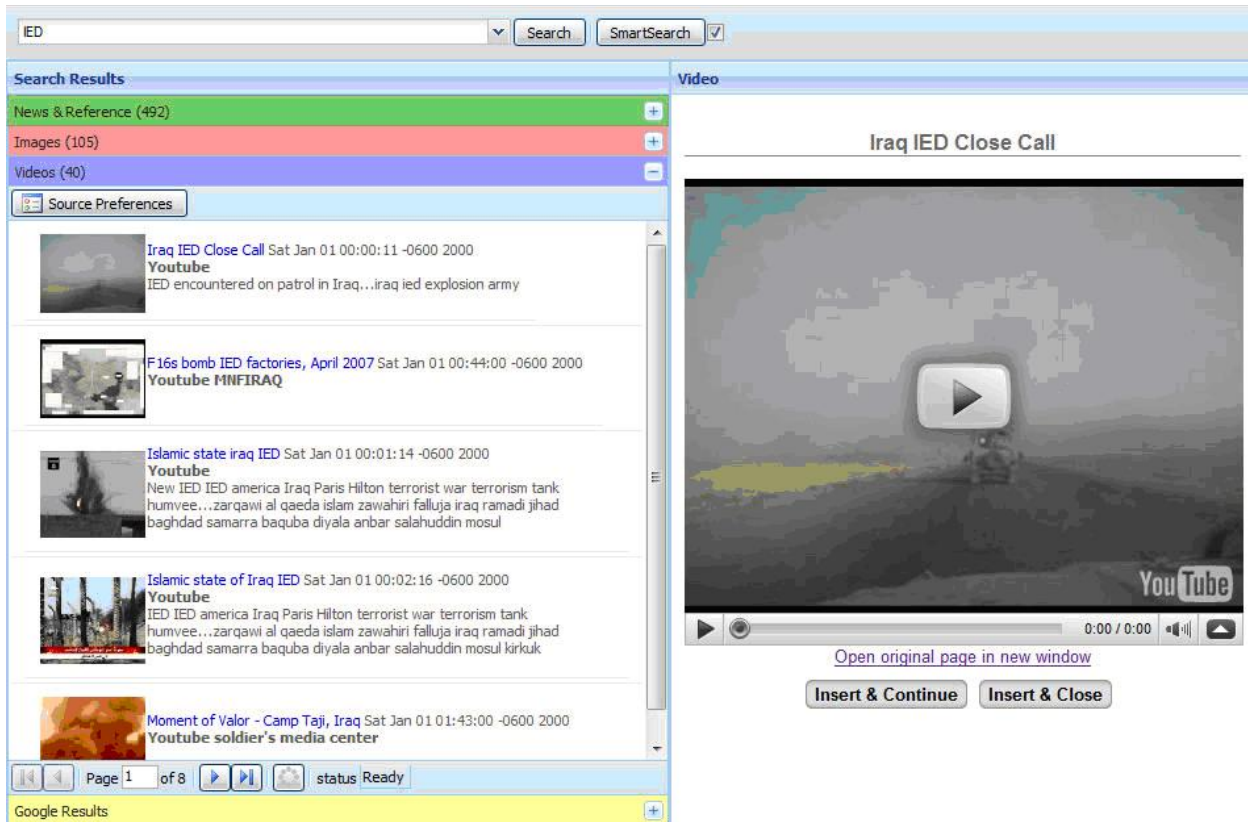 IED
Search
SmartSearch
Search Results
News & Reference (492)
Images (105)
Videos (40)
Source Preferences
Iraq IED Close Call Sat Jan 01 00:00:11 -0600 2000
Youtube
IED encountered on patrol in Iraq...iraq ied explosion army
F16s bomb IED factories, April 2007 Sat Jan 01 00:44:00 -0600 2000
Youtube MNFIRAQ
Islamic state iraq IED Sat Jan 01 00:01:14 -0600 2000
Youtube
New IED IED america Iraq Paris Hilton terrorist war terrorism tank
humvee...zarqawi al qaeda islam zawahiri falluja iraq ramadi jihad
baghdad samarra baquba diyala anbar salahuddin mosul
Islamic state of Iraq IED Sat Jan 01 00:02:16 -0600 2000
Youtube
IED IED america Iraq Paris Hilton terrorist war terrorism tank
humvee...zarqawi al qaeda islam zawahiri falluja iraq ramadi jihad
baghdad samarra baquba diyala anbar salahuddin mosul kirkuk
Moment of Valor - Camp Taji, Iraq Sat Jan 01 01:43:00 -0600 2000
Youtube soldier's media center
Page 1 of 8 status Ready
Google Results
Video
Iraq IED Close Call
YouTube
0:00 / 0:00
Open original page in new window
Insert & Continue
Insert & Close